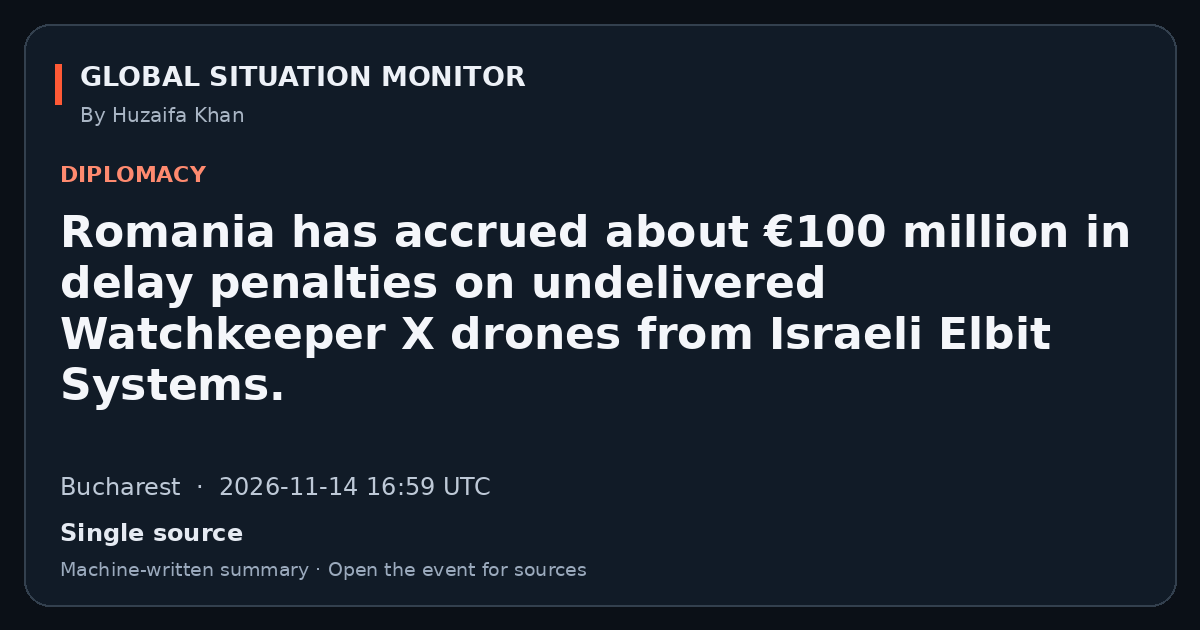 GLOBAL SITUATION MONITOR
By Huzaifa Khan
DIPLOMACY
Romania has accrued about €100 million in
delay penalties on undelivered
Watchkeeper X drones from Israeli Elbit
Systems.
Bucharest · 2026-11-14 16:59 UTC
Single source
Machine-written summary · Open the event for sources